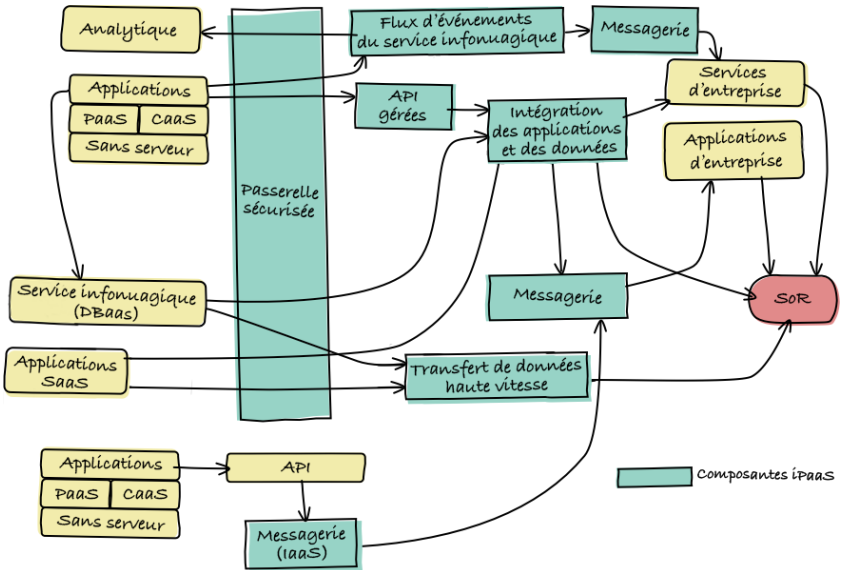 Analytique
Flux d'événements
du service infonuagique
Messagerie
Services
d'entreprise
Applications
PaaS
CaaS
Sans serveur
API
gérées
Intégration
des applications
et des données
Applications
d'entreprise
Passerelle
sécurisée
Service infonuagique
(DBaas)
Messagerie
SoR
Applications
SaaS
Transfert de données
haute vitesse
Applications
PaaS
CaaS
Sans serveur
API
Messagerie
(IaaS)
Composantes iPaaS